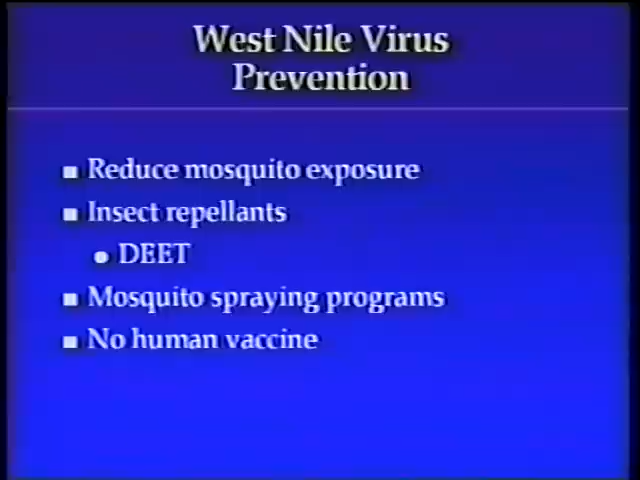 West Nile Virus
Prevention
■ Reduce mosquito exposure
■ Insect repellants
● DEET
■ Mosquito spraying programs
■ No human vaccine